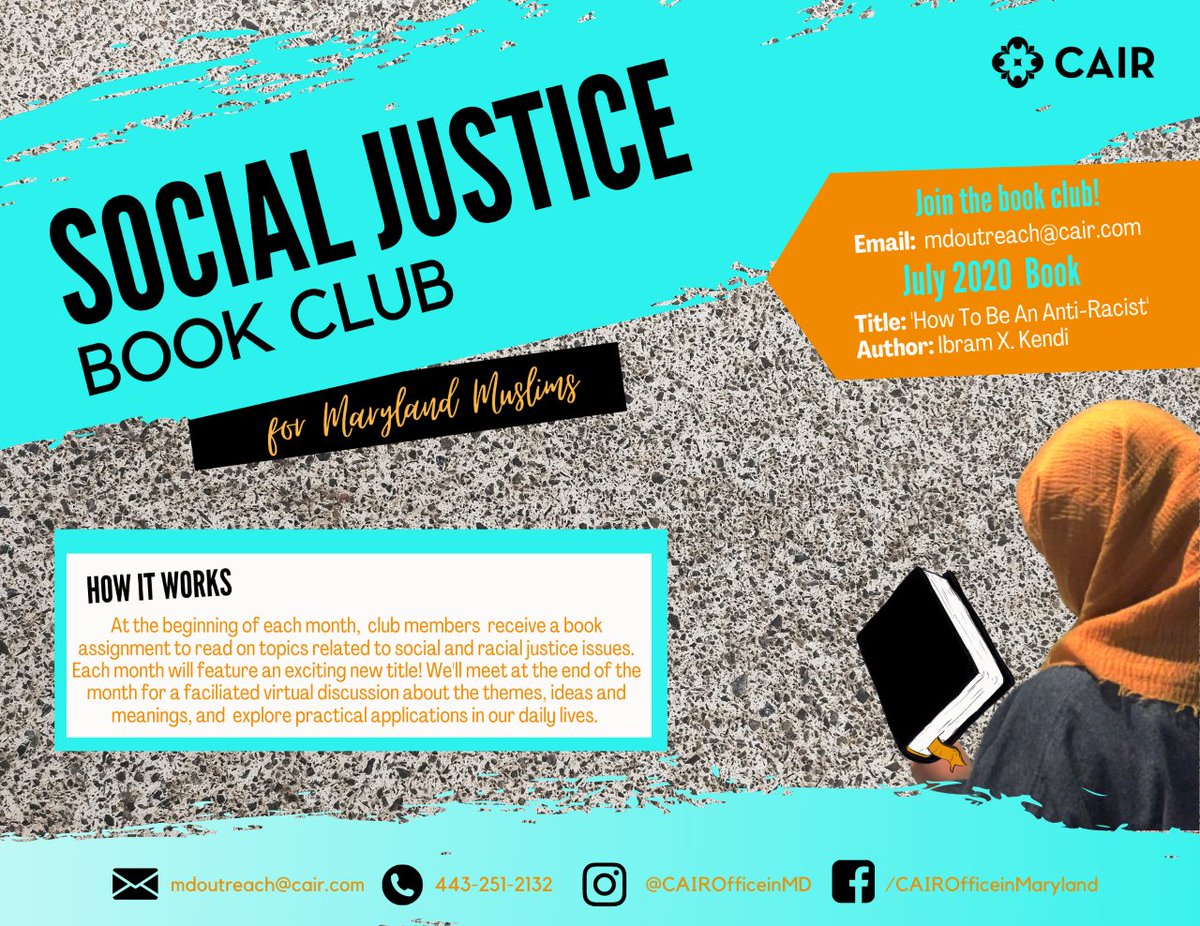 CAIR
SOCIAL JUSTICE
BOOK CLUB
for Maryland Muslims
Join the book club!
Email: mdoutreach@cair.com
July 2020 Book
Title: 'How To Be An Anti-Racist'
Author: Ibram X. Kendi
HOW IT WORKS
At the beginning of each month, club members receive a book
assignment to read on topics related to social and racial justice issues.
Each month will feature an exciting new title! We'll meet at the end of the
month for a faciliated virtual discussion about the themes, ideas and
meanings, and explore practical applications in our daily lives.
mdoutreach@cair.com
443-251-2132
@CAIROfficeinMD
/CAIROfficeinMaryland